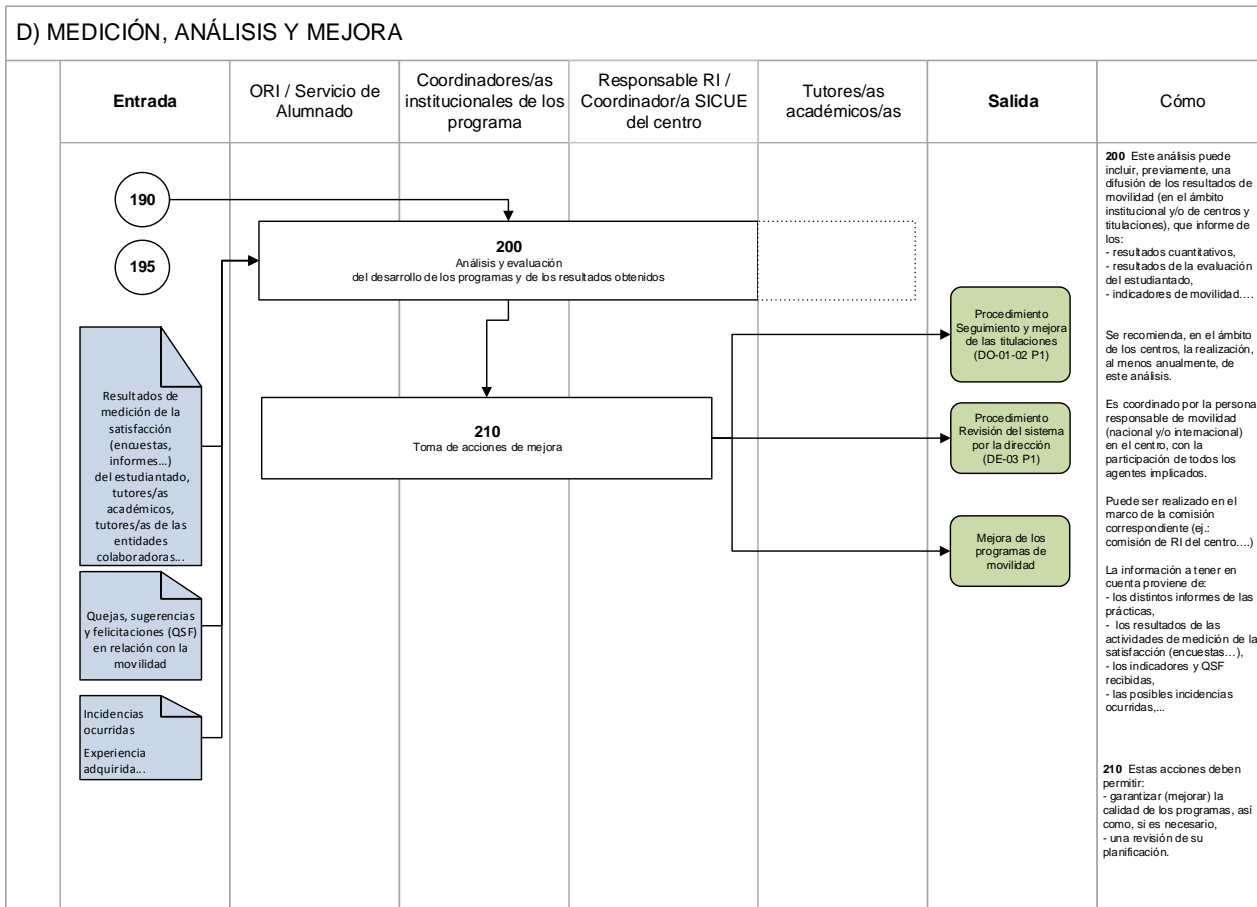 D) MEDICIÓN, ANÁLISIS Y MEJORA
Entrada
ORI / Servicio de
Alumnado
Coordinadores/as
institucionales de los
programa
Responsable RI /
Coordinador/a SICUE
del centro
Tutores/as
académicos/as
Salida
Cómo
190
195
200
Análisis y evaluación
del desarrollo de los programas y de los resultados obtenidos
Resultados de
medición de la
satisfacción
(encuestas,
informes...)
del estudiantado,
tutores/as
académicos,
tutores/as de las
entidades
colaboradoras...
Quejas, sugerencias
y felicitaciones (QSF)
en relación con la
movilidad
Incidencias
ocurridas
Experiencia
adquirida...
210
Toma de acciones de mejora
Procedimiento
Seguimiento y mejora
de las titulaciones
(DO-01-02 P1)
Procedimiento
Revisión del sistema
por la dirección
(DE-03 P1)
Mejora de los
programas de
movilidad
200 Este análisis puede
incluir, previamente, una
difusión de los resultados de
movilidad (en el ámbito
institucional y/o de centros y
titulaciones), que informe de
los:
- resultados cuantitativos,
- resultados de la evaluación
del estudiantado,
- indicadores de movilidad….
Se recomienda, en el ámbito
de los centros, la realización,
al menos anualmente, de
este análisis.
Es coordinado por la persona
responsable de movilidad
(nacional y/o internacional)
en el centro, con la
participación de todos los
agentes implicados.
Puede ser realizado en el
marco de la comisión
correspondiente (ej.:
comisión de RI del centro….)
La información a tener en
cuenta proviene de:
- los distintos informes de las
prácticas,
- los resultados de las
actividades de medición de la
satisfacción (encuestas…),
- los indicadores y QSF
recibidas,
- las posibles incidencias
ocurridas,...
210 Estas acciones deben
permitir:
- garantizar (mejorar) la
calidad de los programas, así
como, si es necesario,
- una revisión de su
planificación.